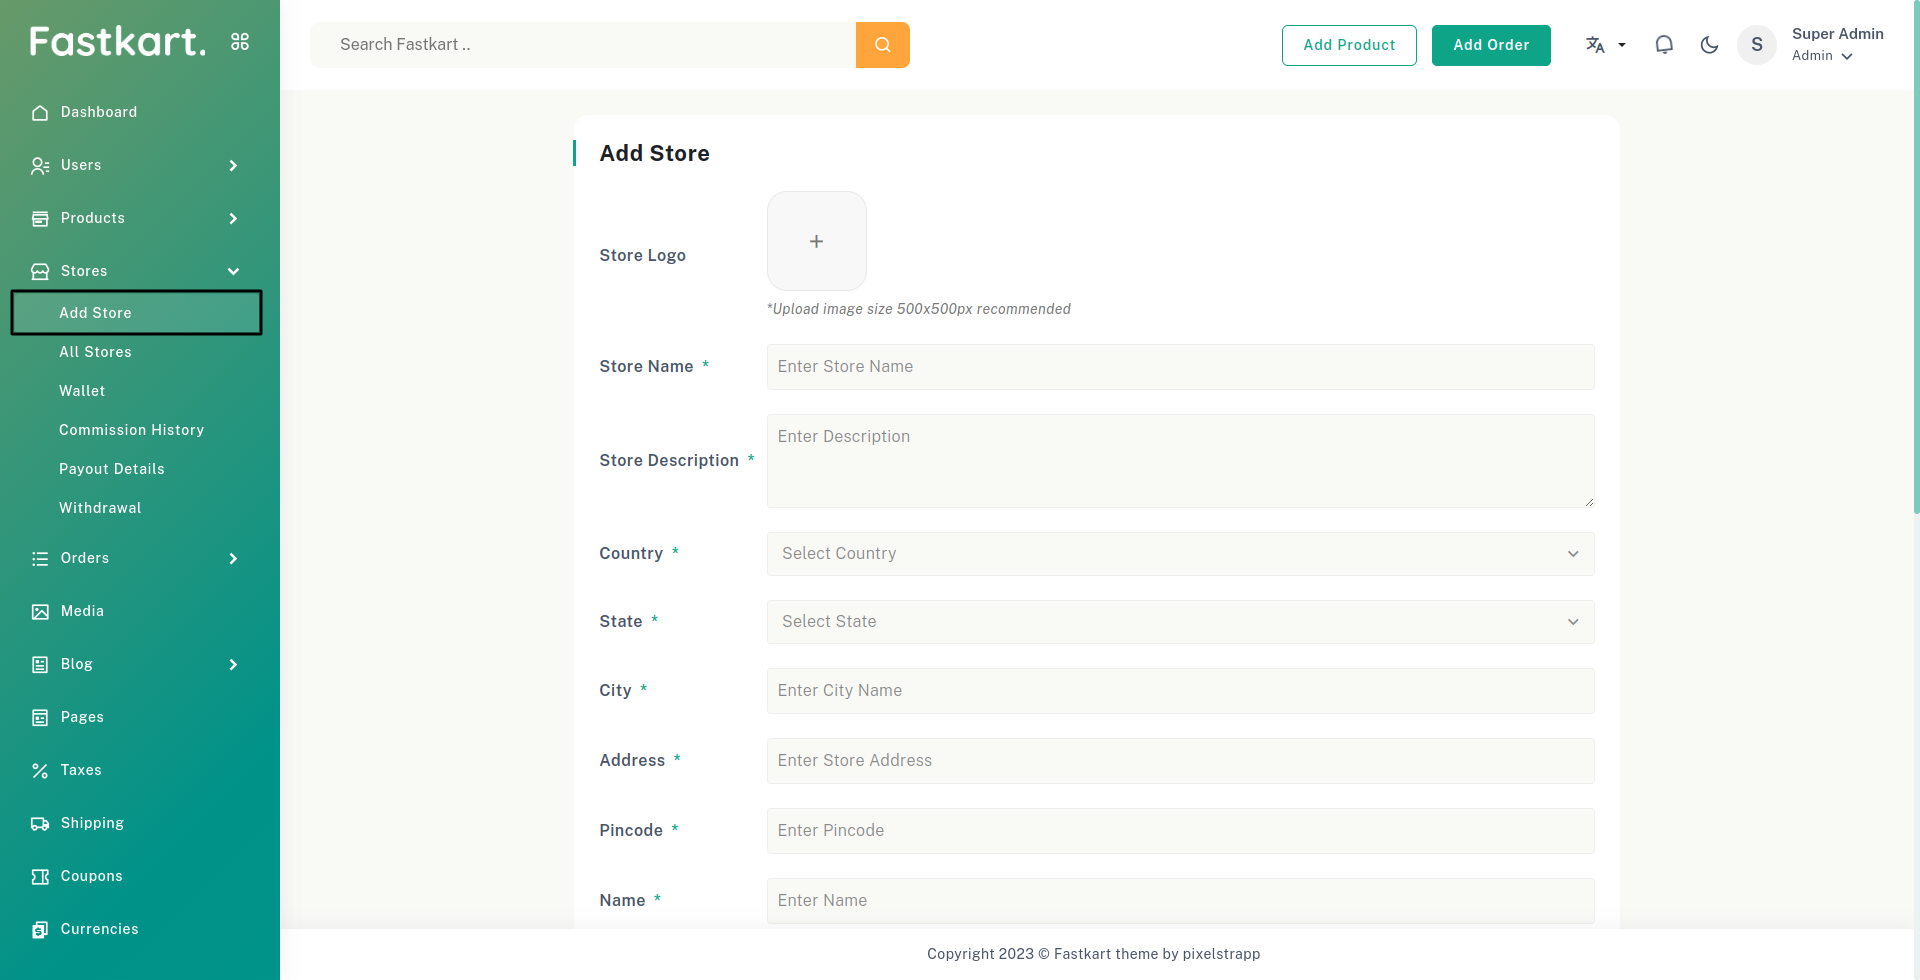 Fastkart.
Search Fastkart ..
Add Product
Add Order
S
Super Admin
Admin
Dashboard
Users
Products
Stores
Add Store
All Stores
Wallet
Commission History
Payout Details
Withdrawal
Orders
Media
Blog
Pages
Taxes
Shipping
Coupons
Currencies
Add Store
Store Logo
+
*Upload image size 500x500px recommended
Store Name *
Enter Store Name
Store Description *
Enter Description
Country *
Select Country
State *
Select State
City *
Enter City Name
Address *
Enter Store Address
Pincode *
Enter Pincode
Name *
Enter Name
Copyright 2023 © Fastkart theme by pixelstrapp